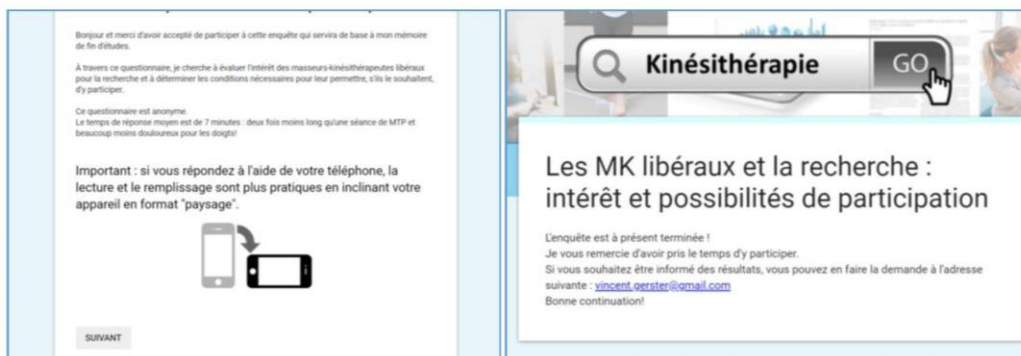 Bonjour et merci d'avoir accepté de participer à cette enquête qui servira de base à mon mémoire
de fin d'études.
À travers ce questionnaire, je cherche à évaluer l'intérêt des masseurs-kinésithérapeutes libéraux
pour la recherche et à déterminer les conditions nécessaires pour leur permettre, s'ils le souhaitent,
d'y participer.
Ce questionnaire est anonyme.
Le temps de réponse moyen est de 7 minutes : deux fois moins long qu'une séance de MTP et
beaucoup moins douloureux pour les doigts!
Important : si vous répondez à l'aide de votre téléphone, la
lecture et le remplissage sont plus pratiques en inclinant votre
appareil en format "paysage".
SUIVANT
Kinésithérapie
GO
Les MK libéraux et la recherche :
intérêt et possibilités de participation
L'enquête est à présent terminée !
Je vous remercie d'avoir pris le temps d'y participer.
Si vous souhaitez être informé des résultats, vous pouvez en faire la demande à l'adresse
suivante : vincent.gerster@gmail.com
Bonne continuation!